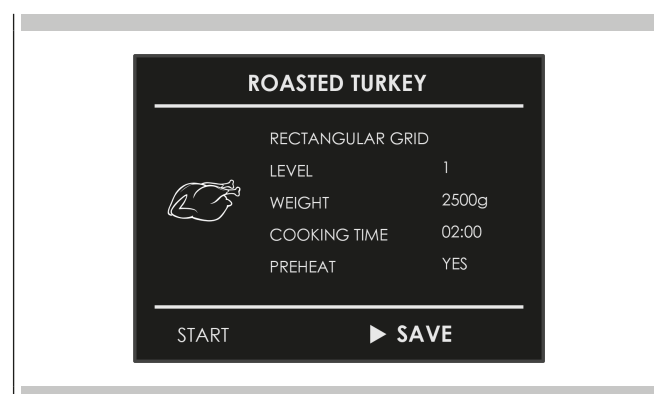 ROASTED TURKEY
RECTANGULAR GRID
LEVEL 1
WEIGHT 2500g
COOKING TIME 02:00
PREHEAT YES
START ▶ SAVE